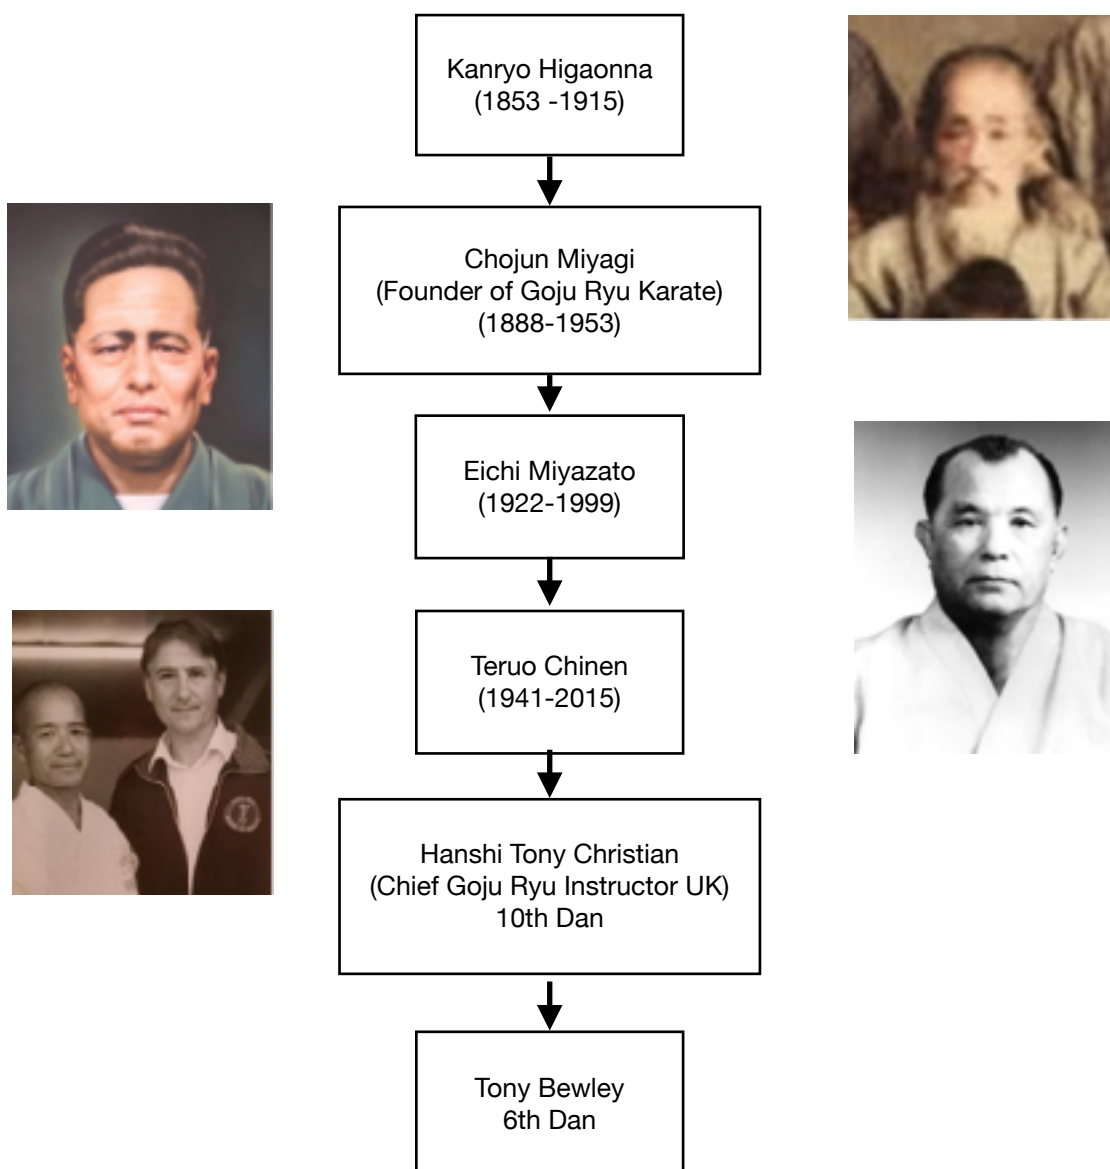 Kanryo Higaonna
(1853 -1915)
Chojun Miyagi
(Founder of Goju Ryu Karate)
(1888-1953)
Eichi Miyazato
(1922-1999)
Teruo Chinen
(1941-2015)
Hanshi Tony Christian
(Chief Goju Ryu Instructor UK)
10th Dan
Tony Bewley
6th Dan